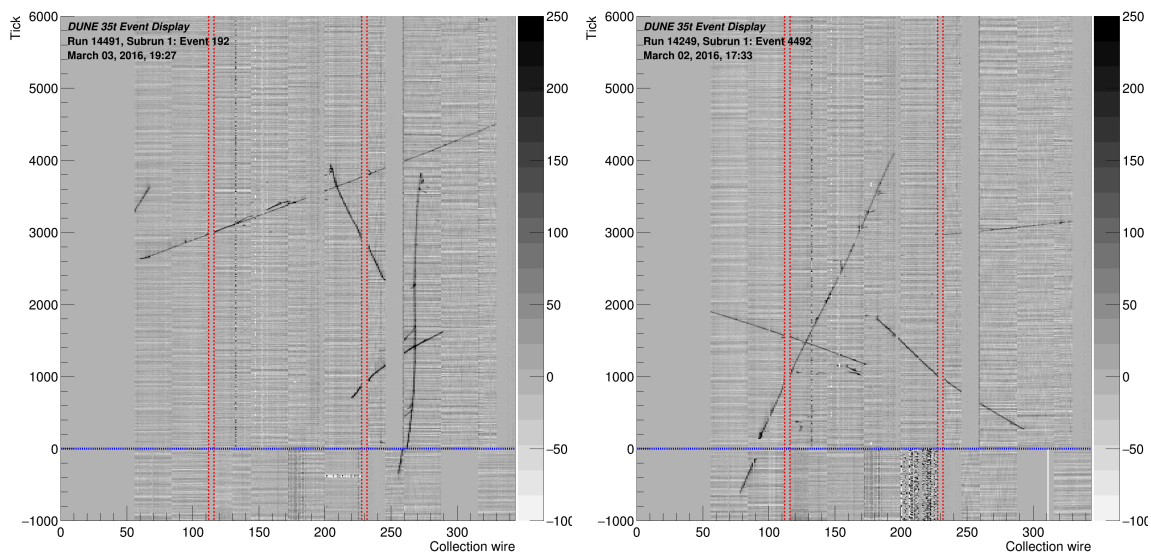 Tick
DUNE 35t Event Display
Run 14491, Subrun 1: Event 192
March 03, 2016, 19:27
6000
5000
4000
3000
2000
1000
0
−1000
0 50 100 150 200 250 300
Collection wire
250
200
150
100
50
0
−50
−100
Tick
DUNE 35t Event Display
Run 14249, Subrun 1: Event 4492
March 02, 2016, 17:33
6000
5000
4000
3000
2000
1000
0
−1000
0 50 100 150 200 250 300
Collection wire
250
200
150
100
50
0
−50
−100